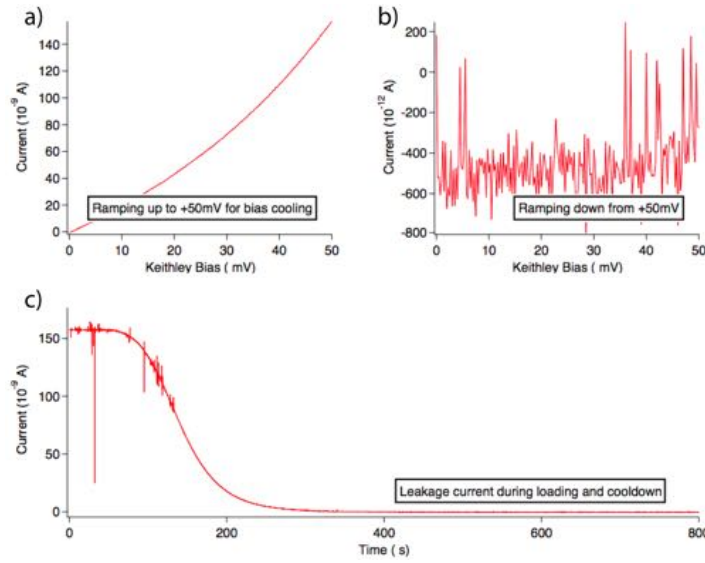 a)
Current (10⁻⁹ A)
140
120
100
80
60
40
20
0
Ramping up to +50mV for bias cooling
0 10 20 30 40 50
Keithley Bias ( mV)
b)
Current (10⁻¹² A)
200
0
-200
-400
-600
-800
Ramping down from +50mV
0 10 20 30 40 50
Keithley Bias ( mV)
c)
Current (10⁻⁹ A)
150
100
50
0
Leakage current during loading and cooldown
0 200 400 600 800
Time ( s)